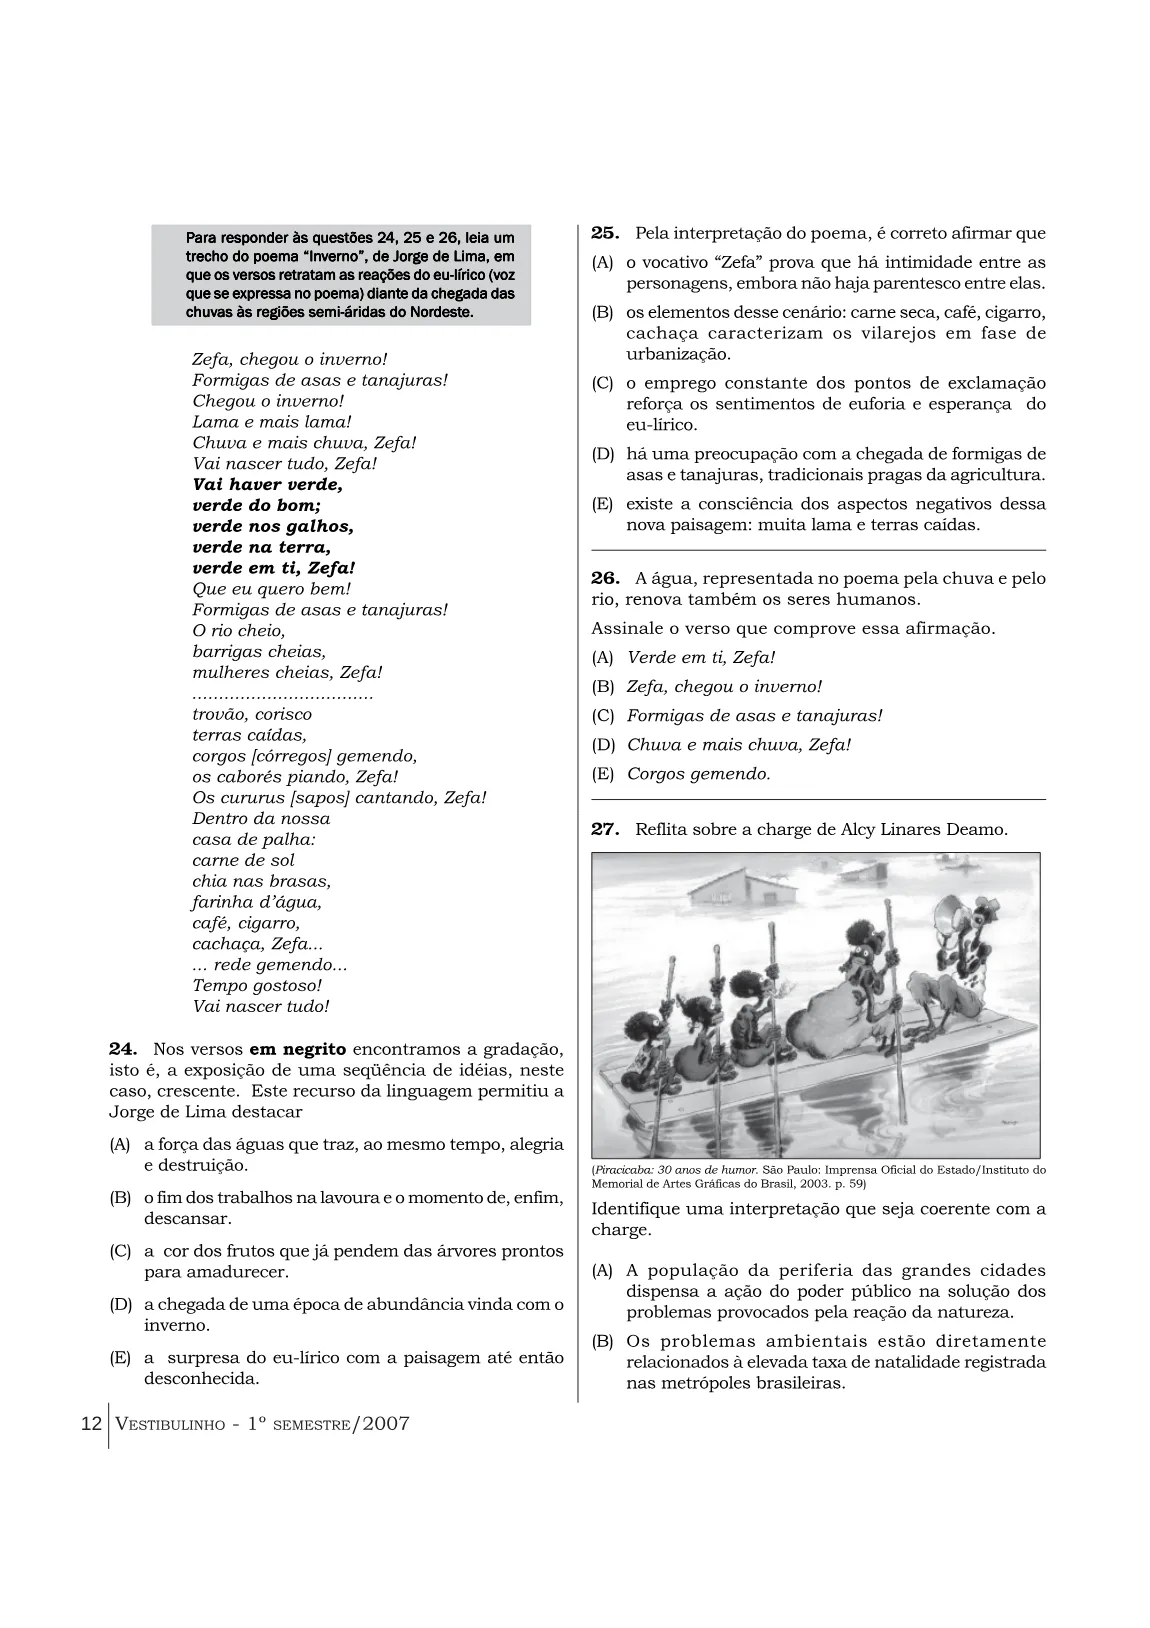 Para responder às questões 24, 25 e 26, leia um
trecho do poema “Inverno”, de Jorge de Lima, em
que os versos retratam as reações do eu-lírico (voz
que se expressa no poema) diante da chegada das
chuvas às regiões semi-áridas do Nordeste.
Zefa, chegou o inverno!
Formigas de asas e tanajuras!
Chegou o inverno!
Lama e mais lama!
Chuva e mais chuva, Zefa!
Vai nascer tudo, Zefa!
Vai haver verde,
verde do bom;
verde nos galhos,
verde na terra,
verde em ti, Zefa!
Que eu quero bem!
Formigas de asas e tanajuras!
O rio cheio,
barrigas cheias,
mulheres cheias, Zefa!
..................................
trovão, corisco
terras caídas,
corgos [córregos] gemendo,
os caborés piando, Zefa!
Os cururus [sapos] cantando, Zefa!
Dentro da nossa
casa de palha:
carne de sol
chia nas brasas,
farinha d’água,
café, cigarro,
cachaça, Zefa...
... rede gemendo...
Tempo gostoso!
Vai nascer tudo!
24. Nos versos em negrito encontramos a gradação,
isto é, a exposição de uma seqüência de idéias, neste
caso, crescente. Este recurso da linguagem permitiu a
Jorge de Lima destacar
(A) a força das águas que traz, ao mesmo tempo, alegria
e destruição.
(B) o fim dos trabalhos na lavoura e o momento de, enfim,
descansar.
(C) a cor dos frutos que já pendem das árvores prontos
para amadurecer.
(D) a chegada de uma época de abundância vinda com o
inverno.
(E) a surpresa do eu-lírico com a paisagem até então
desconhecida.
25. Pela interpretação do poema, é correto afirmar que
(A) o vocativo “Zefa” prova que há intimidade entre as
personagens, embora não haja parentesco entre elas.
(B) os elementos desse cenário: carne seca, café, cigarro,
cachaça caracterizam os vilarejos em fase de
urbanização.
(C) o emprego constante dos pontos de exclamação
reforça os sentimentos de euforia e esperança do
eu-lírico.
(D) há uma preocupação com a chegada de formigas de
asas e tanajuras, tradicionais pragas da agricultura.
(E) existe a consciência dos aspectos negativos dessa
nova paisagem: muita lama e terras caídas.
26. A água, representada no poema pela chuva e pelo
rio, renova também os seres humanos.
Assinale o verso que comprove essa afirmação.
(A) Verde em ti, Zefa!
(B) Zefa, chegou o inverno!
(C) Formigas de asas e tanajuras!
(D) Chuva e mais chuva, Zefa!
(E) Corgos gemendo.
27. Reflita sobre a charge de Alcy Linares Deamo.
(Piracicaba: 30 anos de humor. São Paulo: Imprensa Oficial do Estado/Instituto do
Memorial de Artes Gráficas do Brasil, 2003. p. 59)
Identifique uma interpretação que seja coerente com a
charge.
(A) A população da periferia das grandes cidades
dispensa a ação do poder público na solução dos
problemas provocados pela reação da natureza.
(B) Os problemas ambientais estão diretamente
relacionados à elevada taxa de natalidade registrada
nas metrópoles brasileiras.
12 VESTIBULINHO - 1º SEMESTRE/2007